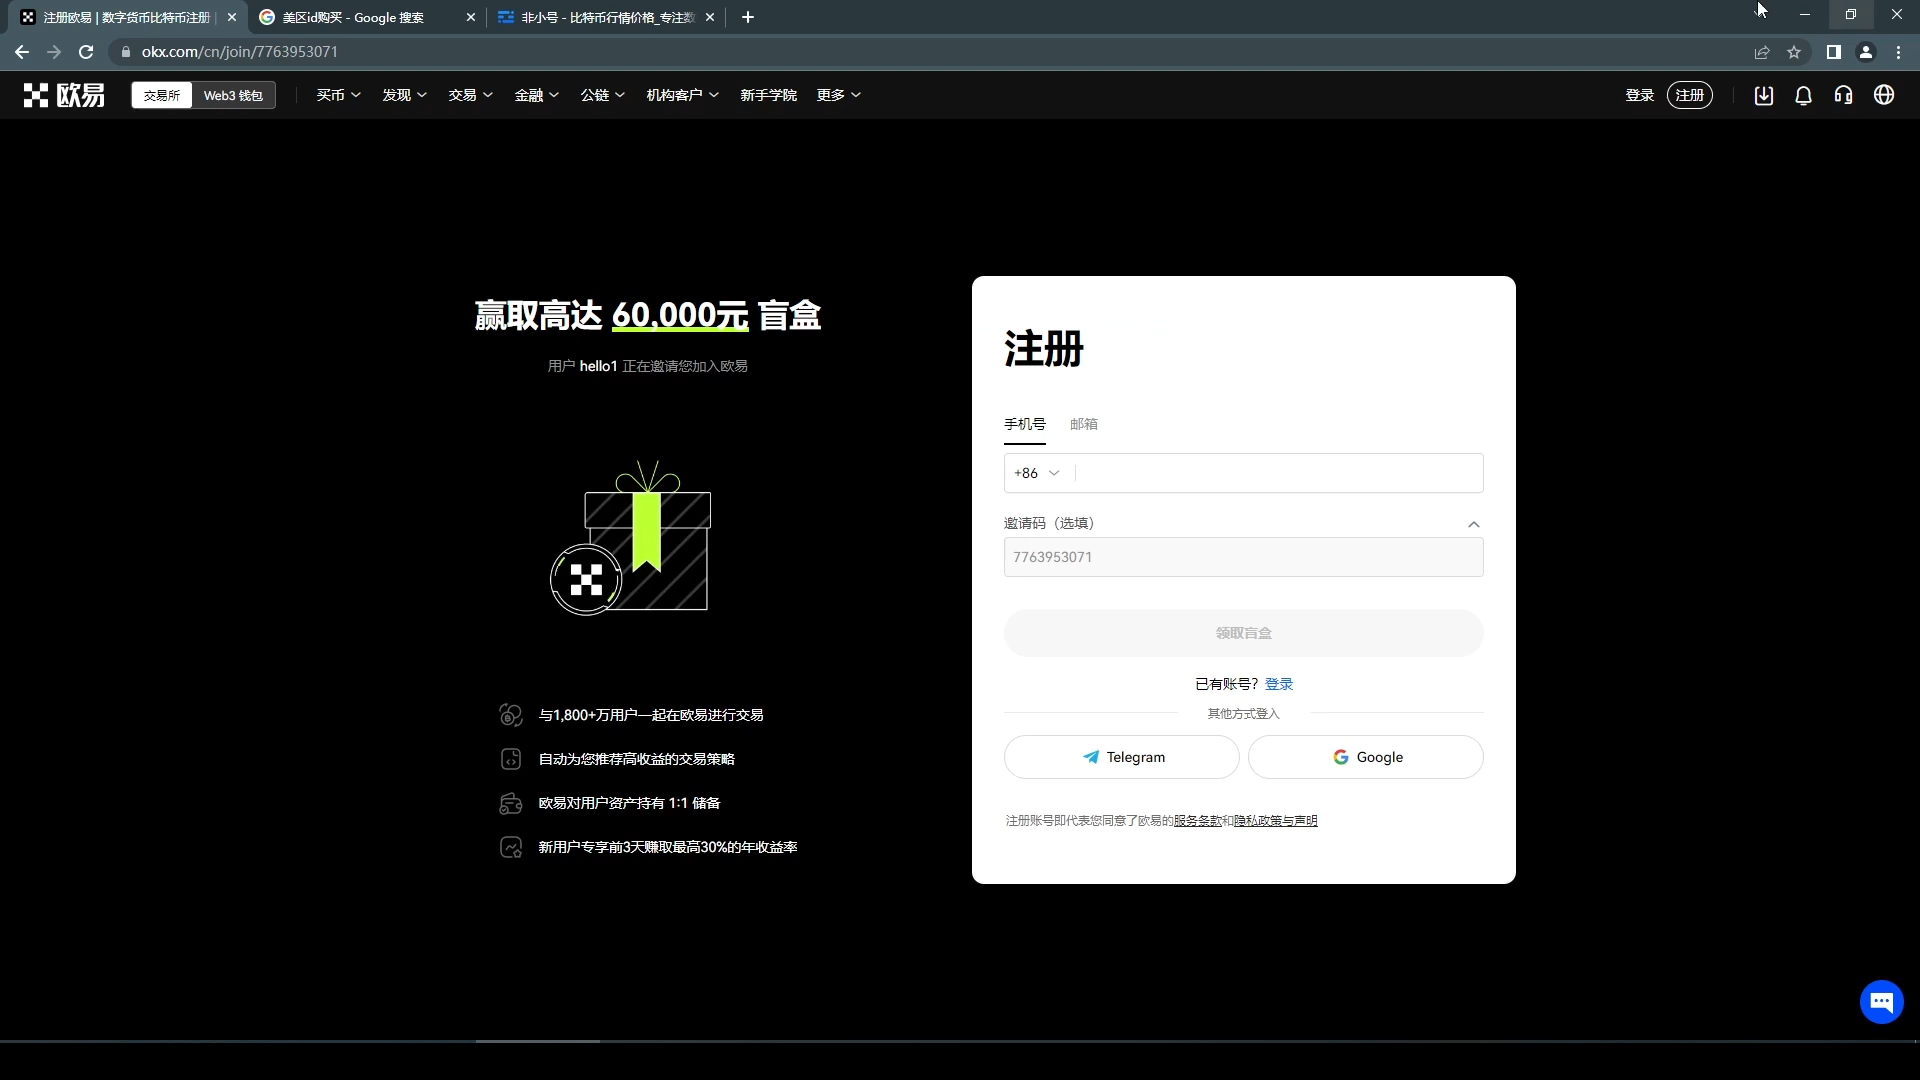 注册欧易 | 数字货币比特币注册 |
美区id购买 - Google 搜索
非小号 - 比特币行情价格_专注数
okx.com/cn/join/7763953071
欧易
交易所
Web3 钱包
买币
发现
交易
金融
公链
机构客户
新手学院
更多
登录
注册
赢取高达 60,000元 盲盒
用户 hello1 正在邀请您加入欧易
与1,800+万用户一起在欧易进行交易
自动为您推荐高收益的交易策略
欧易对用户资产持有 1:1 储备
新用户专享前3天赚取最高30%的年收益率
注册
手机号
邮箱
+86
邀请码（选填）
7763953071
领取盲盒
已有账号? 登录
其他方式登入
Telegram
Google
注册账号即代表您同意了欧易的服务条款和隐私政策与声明